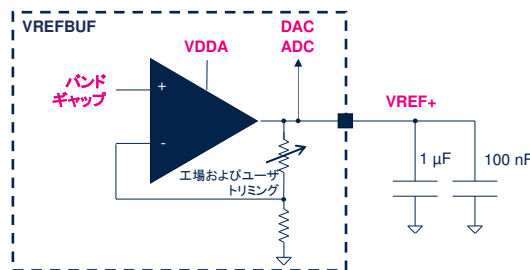 VREFBUF
DAC
ADC
VDDA
バンド
ギャップ
+
-
VREF+
工場およびユーザ
トリミング
1 µF
100 nF